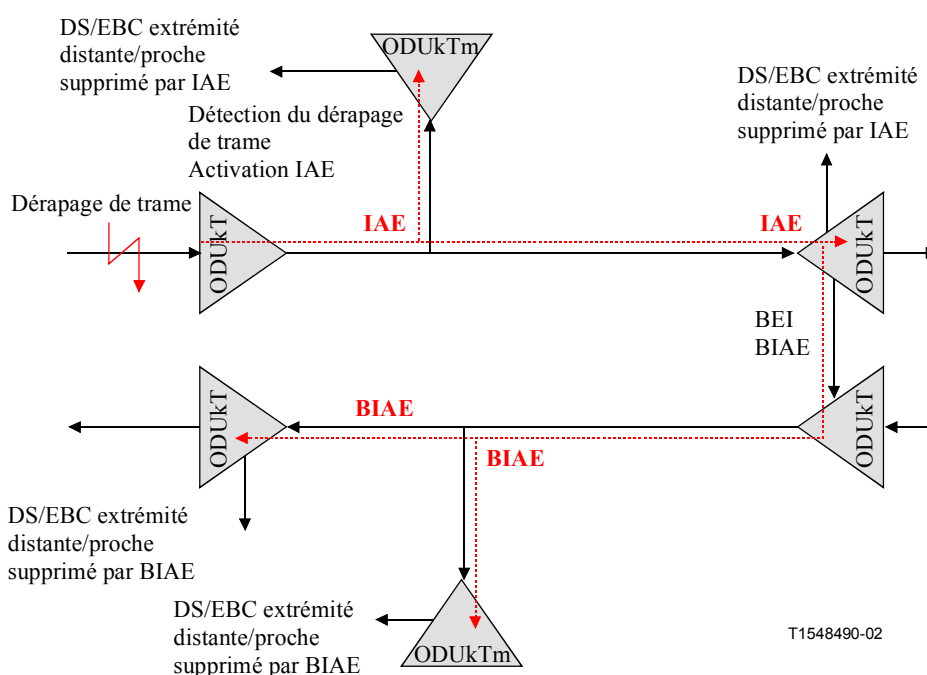 DS/EBC extrémité
distante/proche
supprimé par IAE
ODUkTm
DS/EBC extrémité
distante/proche
supprimé par IAE
Détection du dérapage
de trame
Activation IAE
Dérapage de trame
ODUkT
IAE
IAE
ODUkT
BEI
BIAE
ODUkT
BIAE
BIAE
ODUkT
DS/EBC extrémité
distante/proche
supprimé par BIAE
DS/EBC extrémité
distante/proche
supprimé par BIAE
ODUkTm
T1548490-02